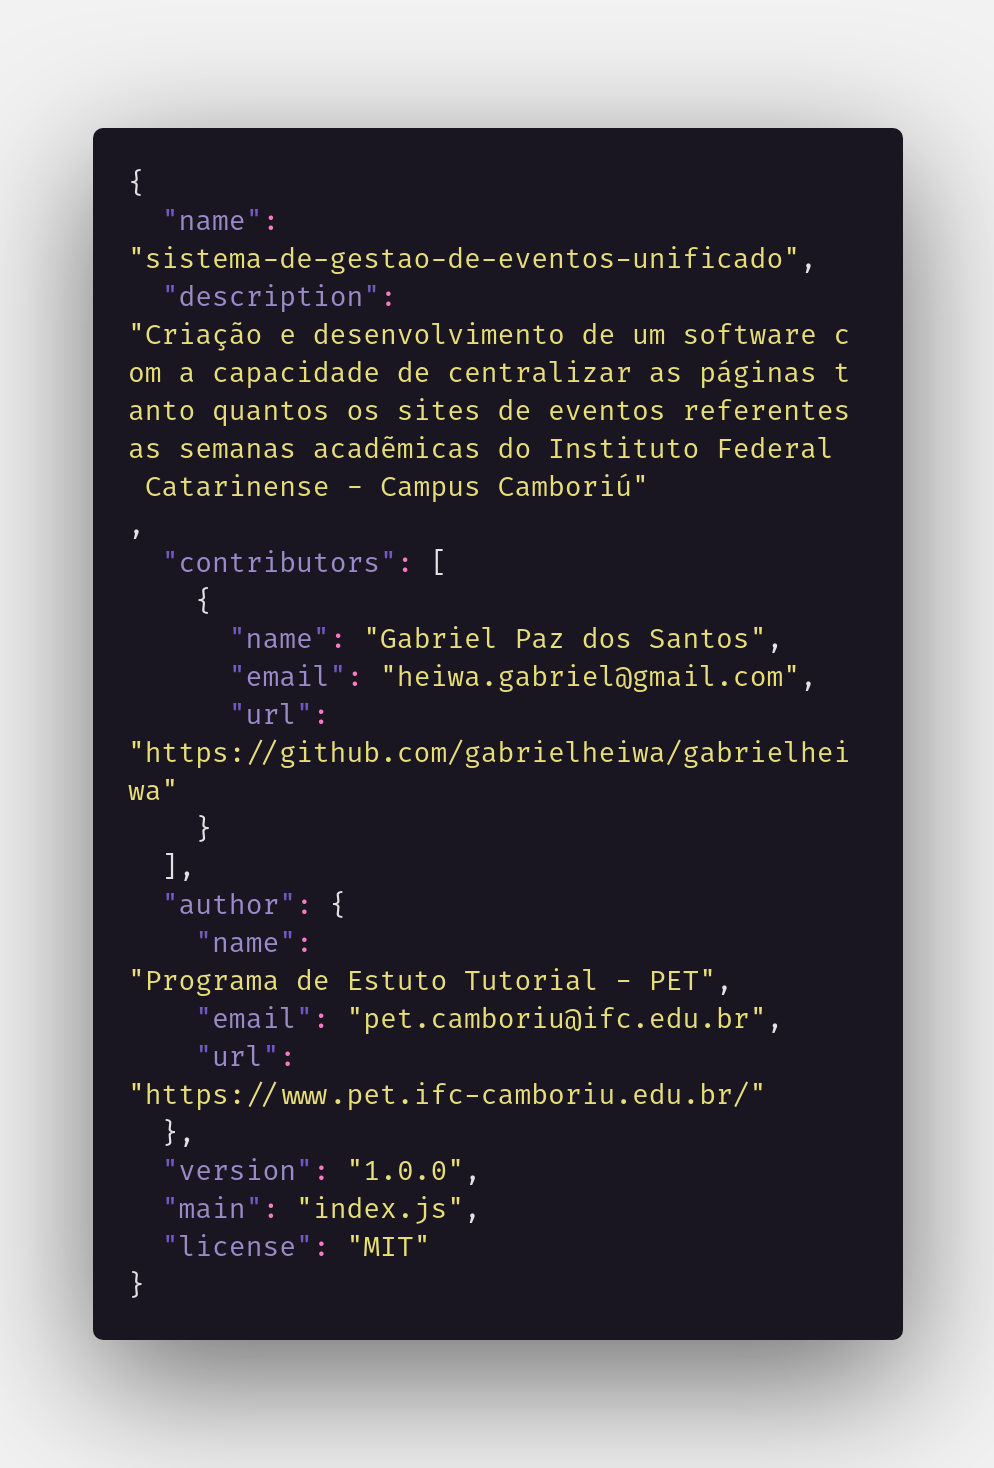 {
  "name":
"sistema-de-gestao-de-eventos-unificado",
  "description":
"Criação e desenvolvimento de um software c
om a capacidade de centralizar as páginas t
anto quantos os sites de eventos referentes
as semanas acadêmicas do Instituto Federal
 Catarinense - Campus Camboriú"
,
  "contributors": [
    {
      "name": "Gabriel Paz dos Santos",
      "email": "heiwa.gabriel@gmail.com",
      "url":
"https://github.com/gabrielheiwa/gabrielhei
wa"
    }
  ],
  "author": {
    "name":
"Programa de Estuto Tutorial - PET",
    "email": "pet.camboriu@ifc.edu.br",
    "url":
"https://www.pet.ifc-camboriu.edu.br/"
  },
  "version": "1.0.0",
  "main": "index.js",
  "license": "MIT"
}